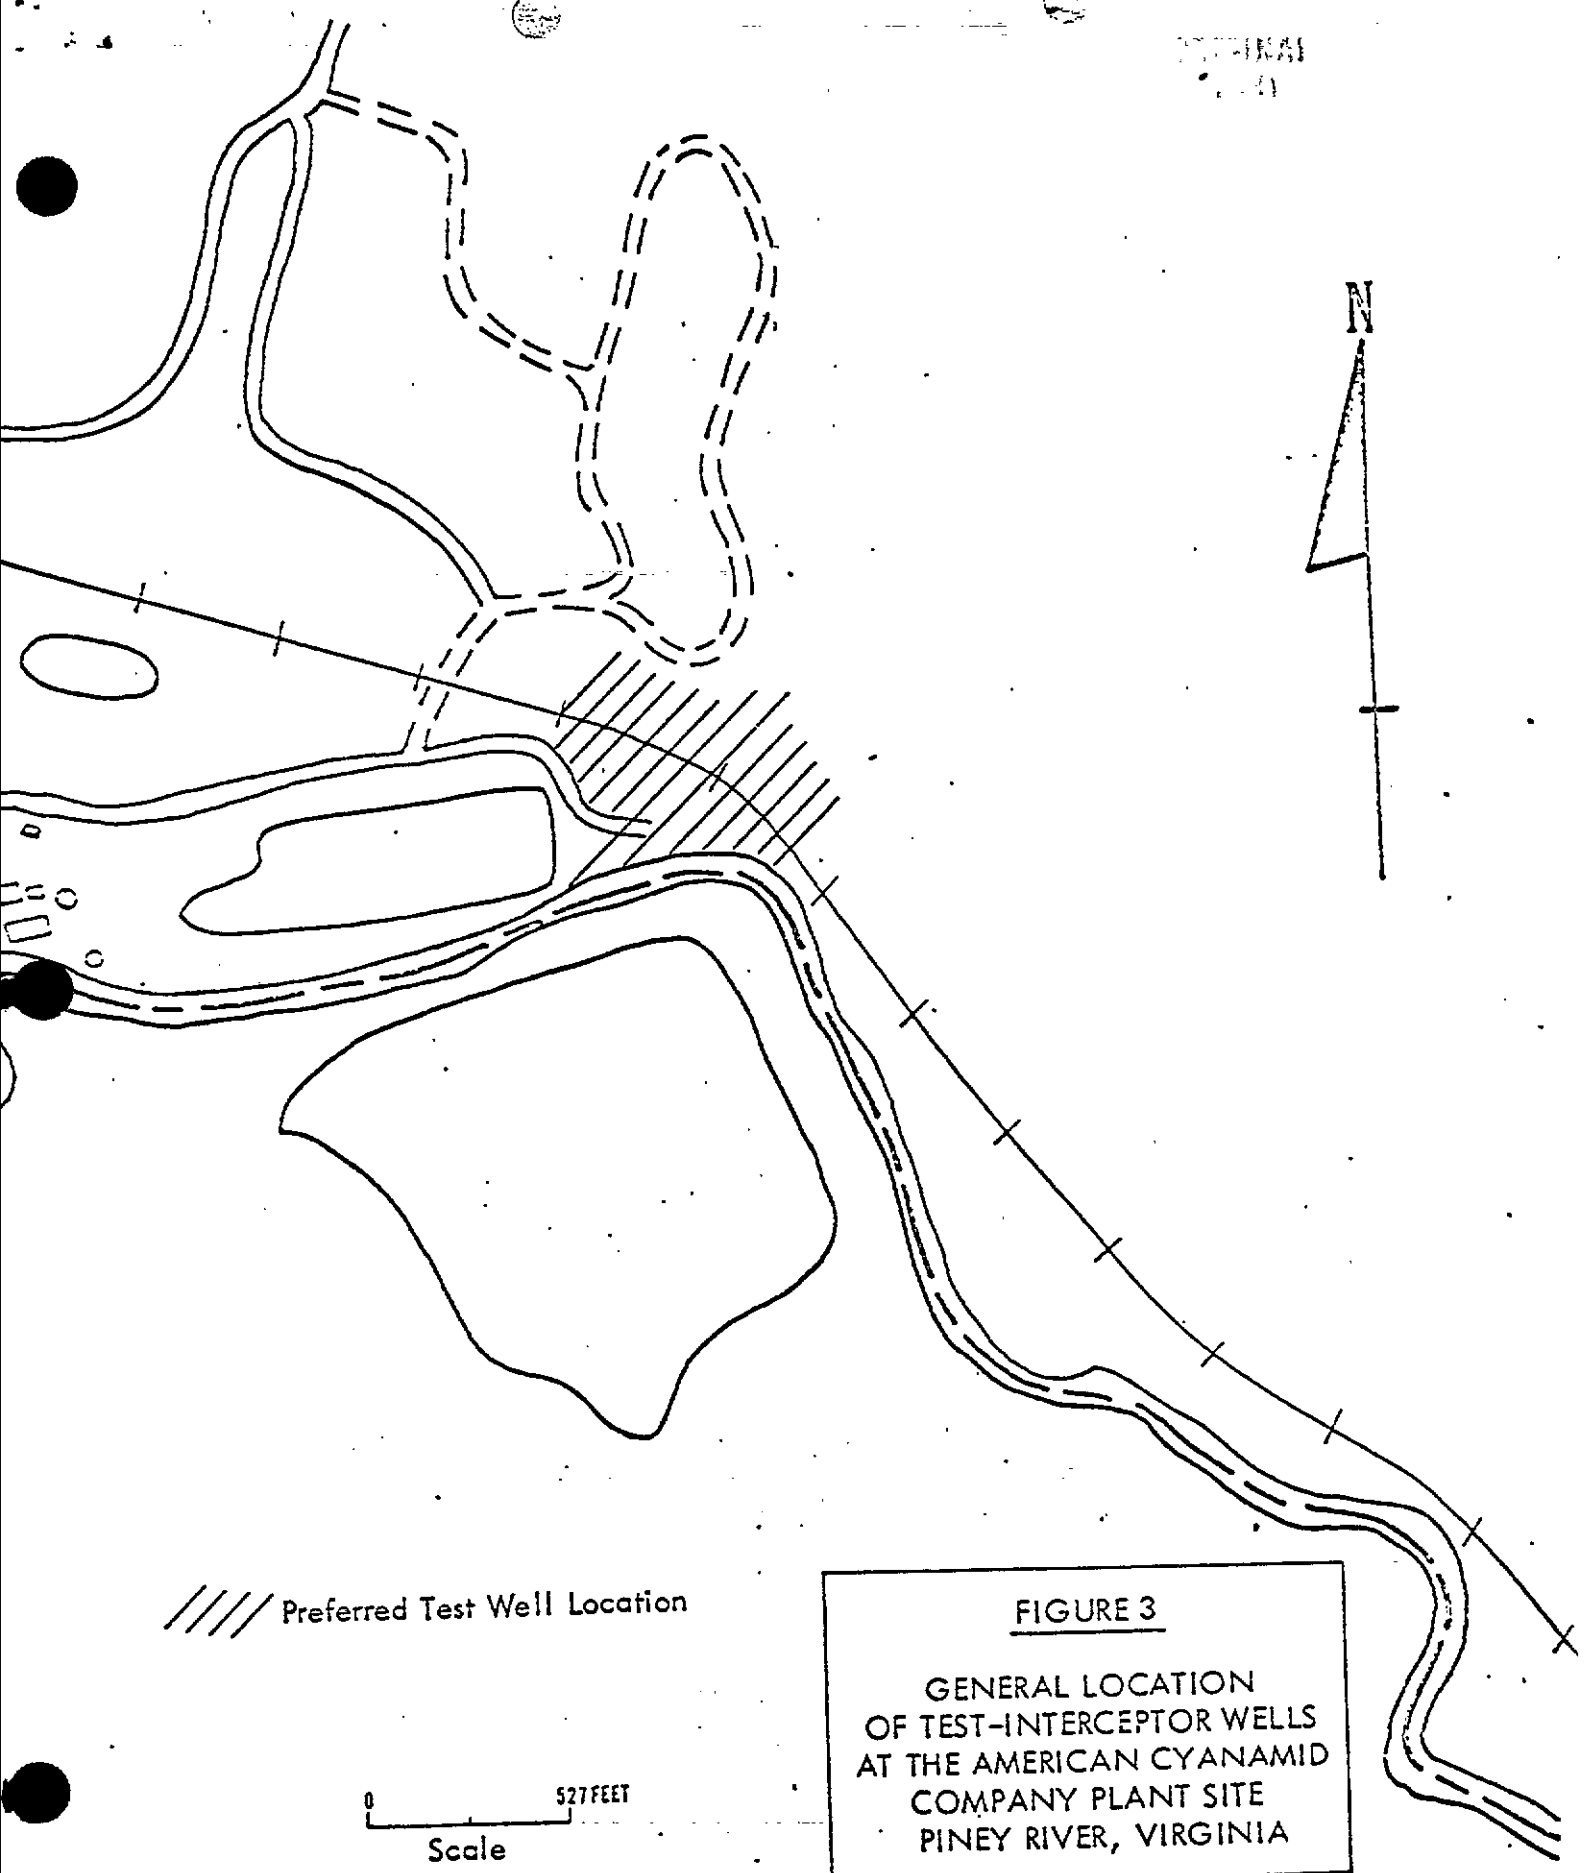 N
Preferred Test Well Location
FIGURE 3
GENERAL LOCATION
OF TEST-INTERCEPTOR WELLS
AT THE AMERICAN CYANAMID
COMPANY PLANT SITE
PINEY RIVER, VIRGINIA
0 527 FEET
Scale